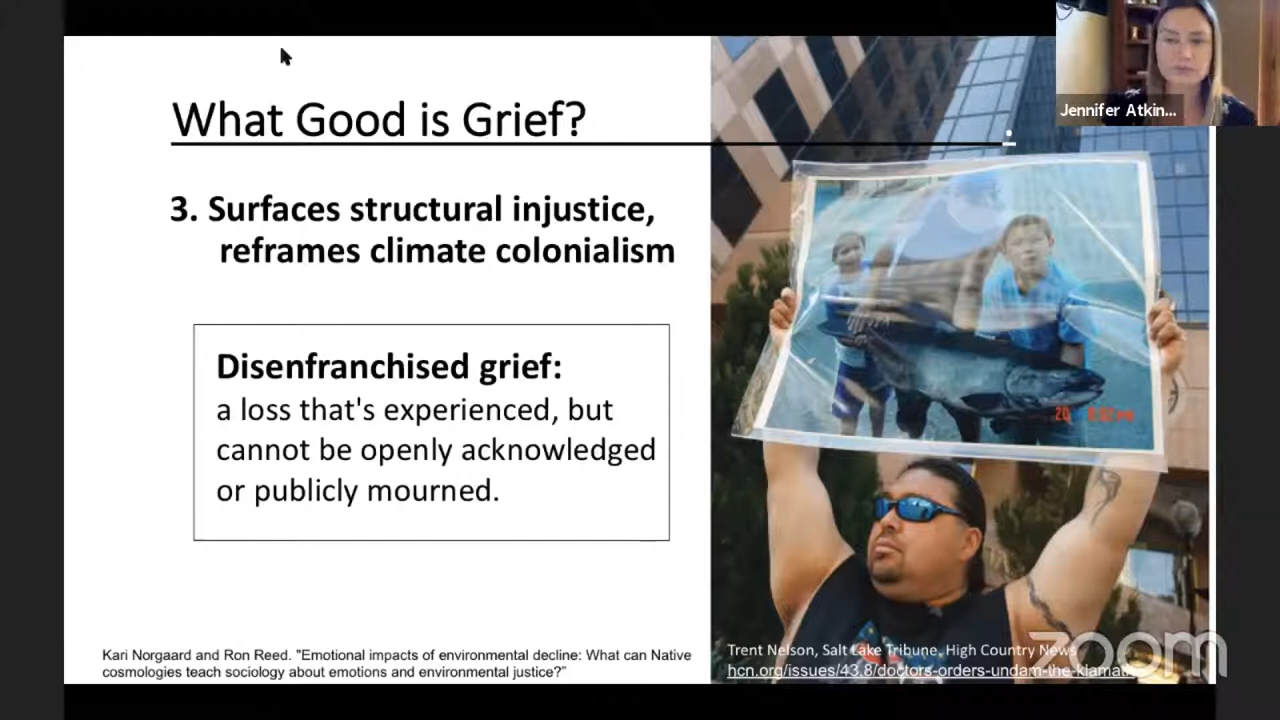 What Good is Grief?
Jennifer Atkin...
3. Surfaces structural injustice,
reframes climate colonialism
Disenfranchised grief:
a loss that's experienced, but
cannot be openly acknowledged
or publicly mourned.
20
Kari Norgaard and Ron Reed. "Emotional impacts of environmental decline: What can Native
cosmologies teach sociology about emotions and environmental justice?"
Trent Nelson, Salt Lake Tribune, High Country News
hcn.org/issues/43.8/doctors-orders-undam-the-klamat
zoom